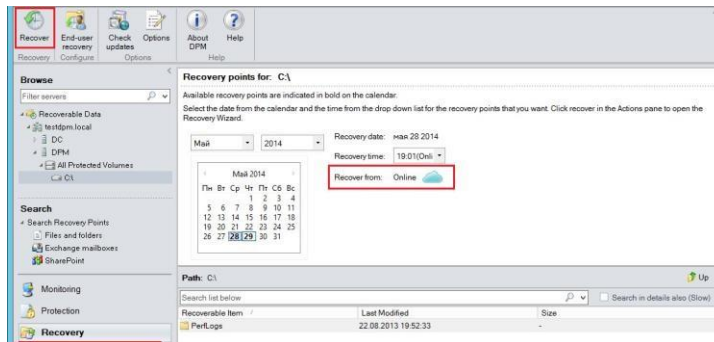 Recover
End-user recovery
Check updates
Options
About DPM
Help
Recovery
Configure
Options
Help
Browse
Filter servers
Recoverable Data
testdpm.local
DC
DPM
All Protected Volumes
C:\
Search
Search Recovery Points
Files and folders
Exchange mailboxes
SharePoint
Monitoring
Protection
Recovery
Recovery points for: C:\
Available recovery points are indicated in bold on the calendar.
Select the date from the calendar and the time from the drop down list for the recovery points that you want. Click recover in the Actions pane to open the
Recovery Wizard.
Май
2014
Recovery date: мая 28 2014
Recovery time: 19:01(Onli
Recover from: Online
Май 2014
Пн Вт Ср Чт Пт Сб Вс
1 2 3 4
5 6 7 8 9 10 11
12 13 14 15 16 17 18
19 20 21 22 23 24 25
26 27 28 29 30 31
Path: C:\
Up
Search list below
Search in details also (Slow)
Recoverable Item Last Modified Size
PerfLogs 22.08.2013 19:52:33 -